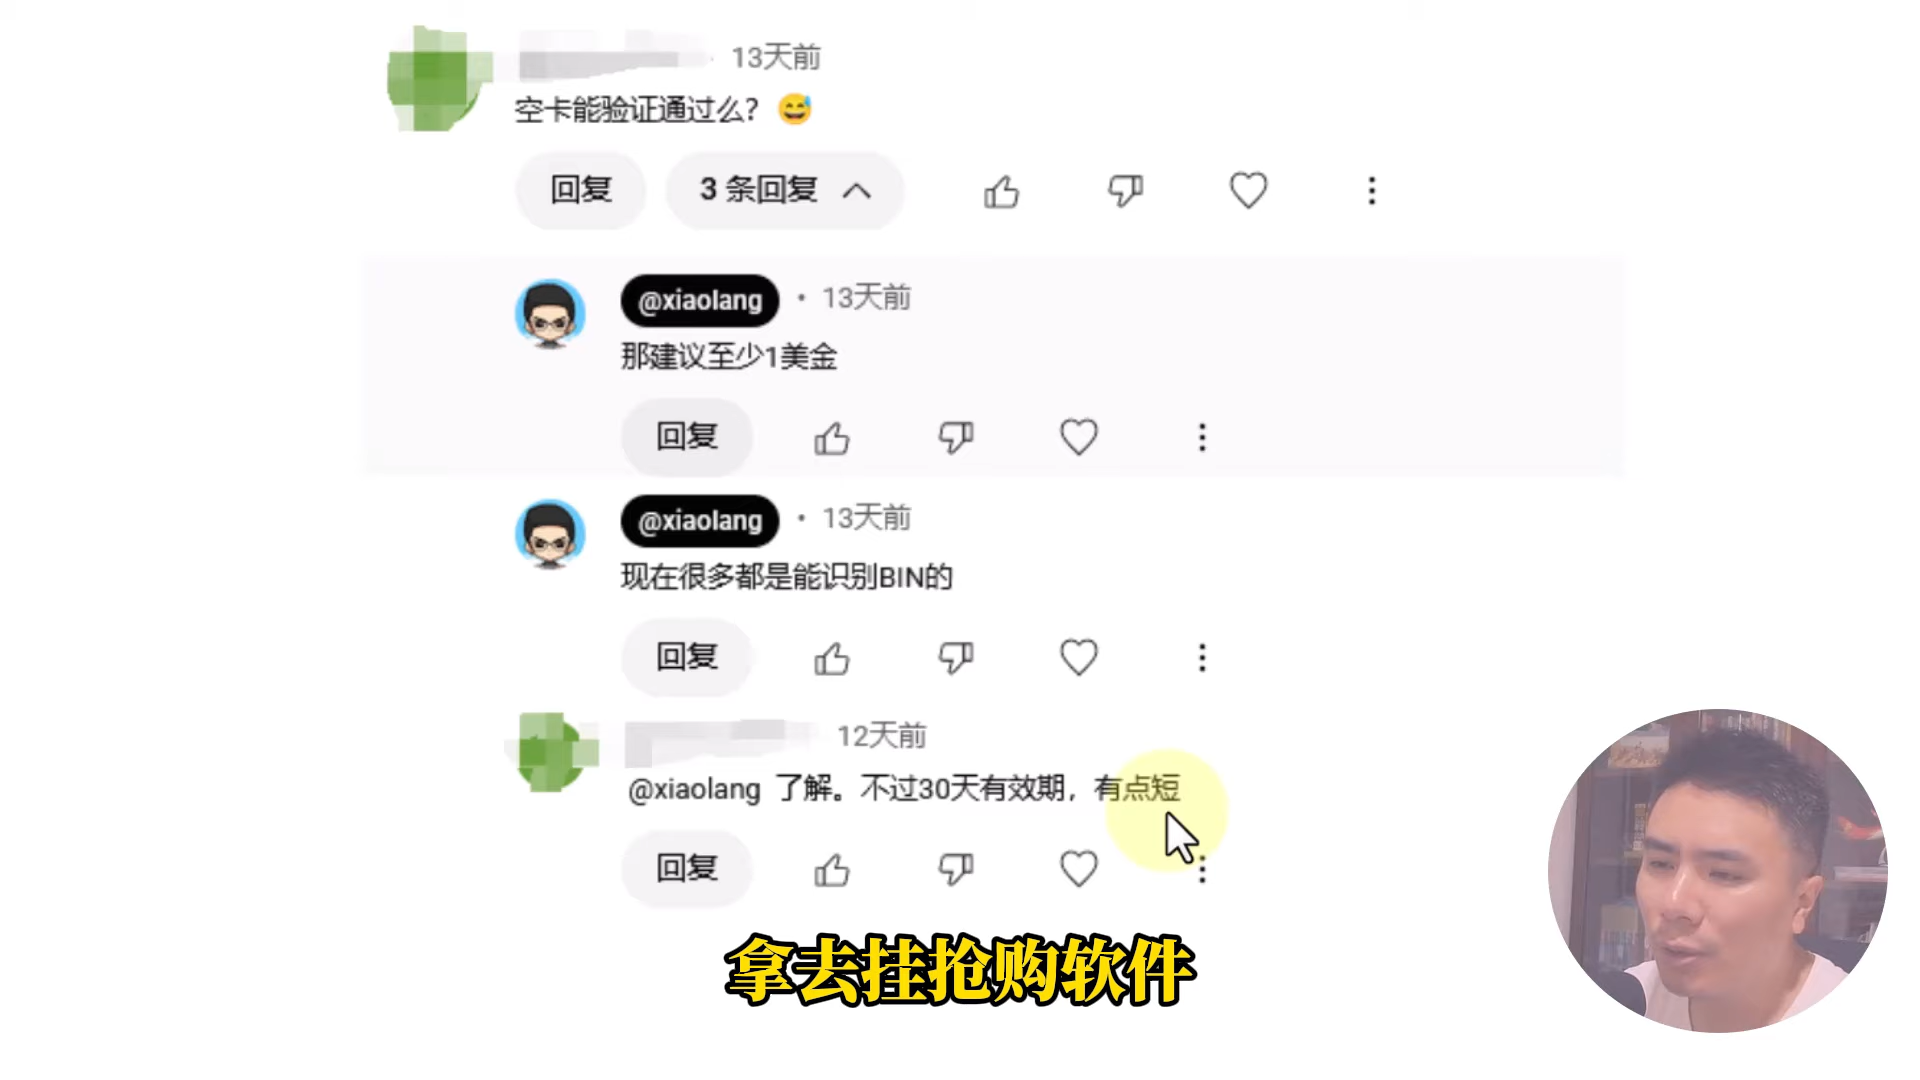 13天前
空卡能验证通过么？😅
回复
3 条回复
@xiaolang · 13天前
那建议至少1美金
回复
@xiaolang · 13天前
现在很多都是能识别BIN的
回复
12天前
@xiaolang 了解。不过30天有效期，有点短
回复
拿去挂抢购软件